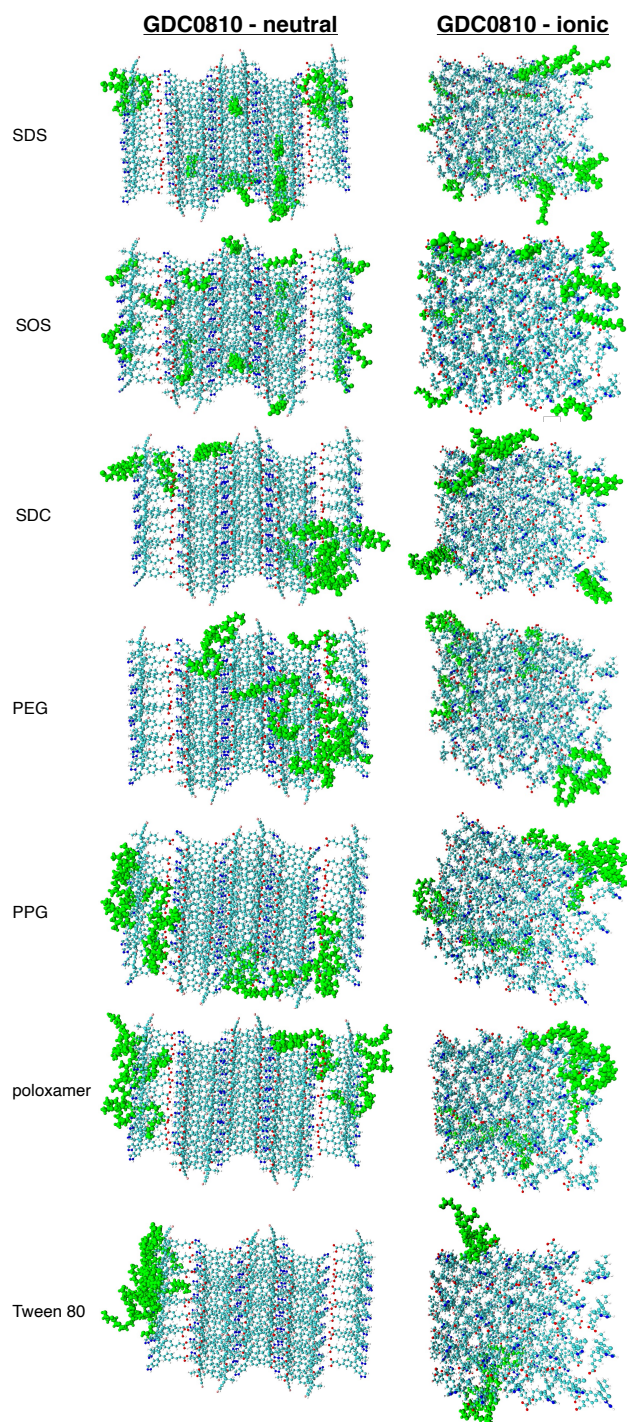 GDC0810 - neutral GDC0810 - ionic
SDS
SOS
SDC
PEG
PPG
poloxamer
Tween 80